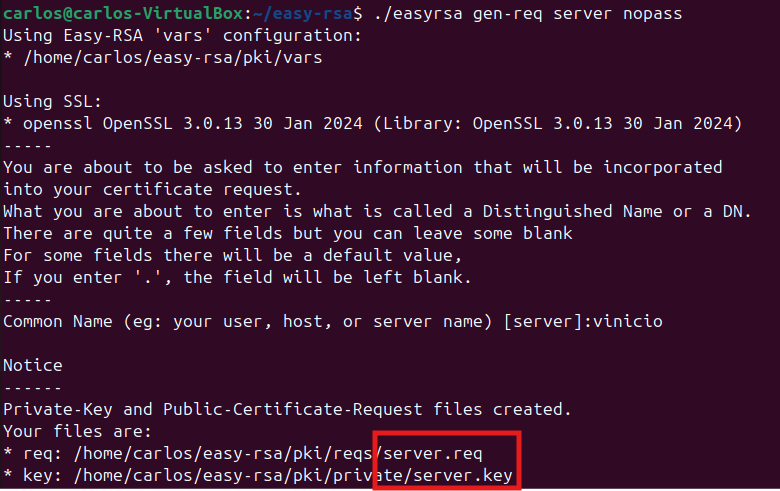 carlos@carlos-VirtualBox:~/easy-rsa$ ./easyrsa gen-req server nopass
Using Easy-RSA 'vars' configuration:
* /home/carlos/easy-rsa/pki/vars
Using SSL:
* openssl OpenSSL 3.0.13 30 Jan 2024 (Library: OpenSSL 3.0.13 30 Jan 2024)
-----
You are about to be asked to enter information that will be incorporated
into your certificate request.
What you are about to enter is what is called a Distinguished Name or a DN.
There are quite a few fields but you can leave some blank
For some fields there will be a default value,
If you enter '.', the field will be left blank.
-----
Common Name (eg: your user, host, or server name) [server]:vinicio
Notice
------
Private-Key and Public-Certificate-Request files created.
Your files are:
* req: /home/carlos/easy-rsa/pki/reqs/server.req
* key: /home/carlos/easy-rsa/pki/private/server.key